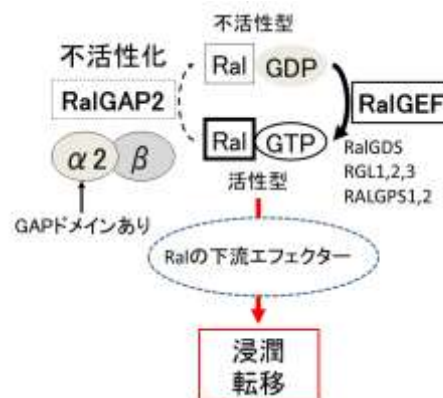 不活性型
不活性化
Ral GDP
RalGAP2
RalGEF
Ral GTP
α2 β
活性型
RalGDS
RGL1,2,3
RALGPS1,2
GAPドメインあり
Ralの下流エフェクター
浸潤
転移